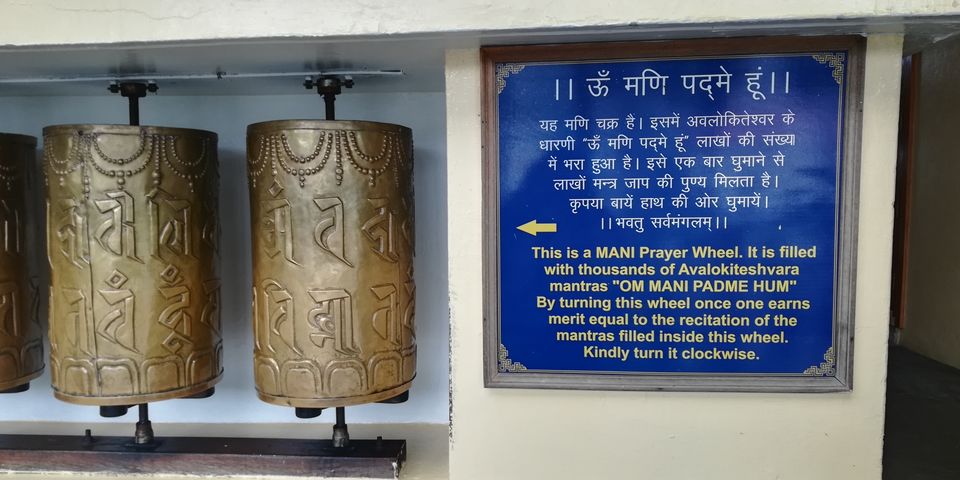 ।। ऊँ मणि पद्‌मे हूं।।
यह मणि चक्र है। इसमें अवलोकितेश्वर के
धारणी "ऊँ मणि पद्‌मे हूं" लाखों की संख्या
में भरा हुआ है। इसे एक बार घुमाने से
लाखों मन्त्र जाप की पुण्य मिलता है।
कृपया बायें हाथ की ओर घुमायें।
।।भवतु सर्वमंगलम्।।
This is a MANI Prayer Wheel. It is filled
with thousands of Avalokiteshvara
mantras "OM MANI PADME HUM"
By turning this wheel once one earns
merit equal to the recitation of the
mantras filled inside this wheel.
Kindly turn it clockwise.